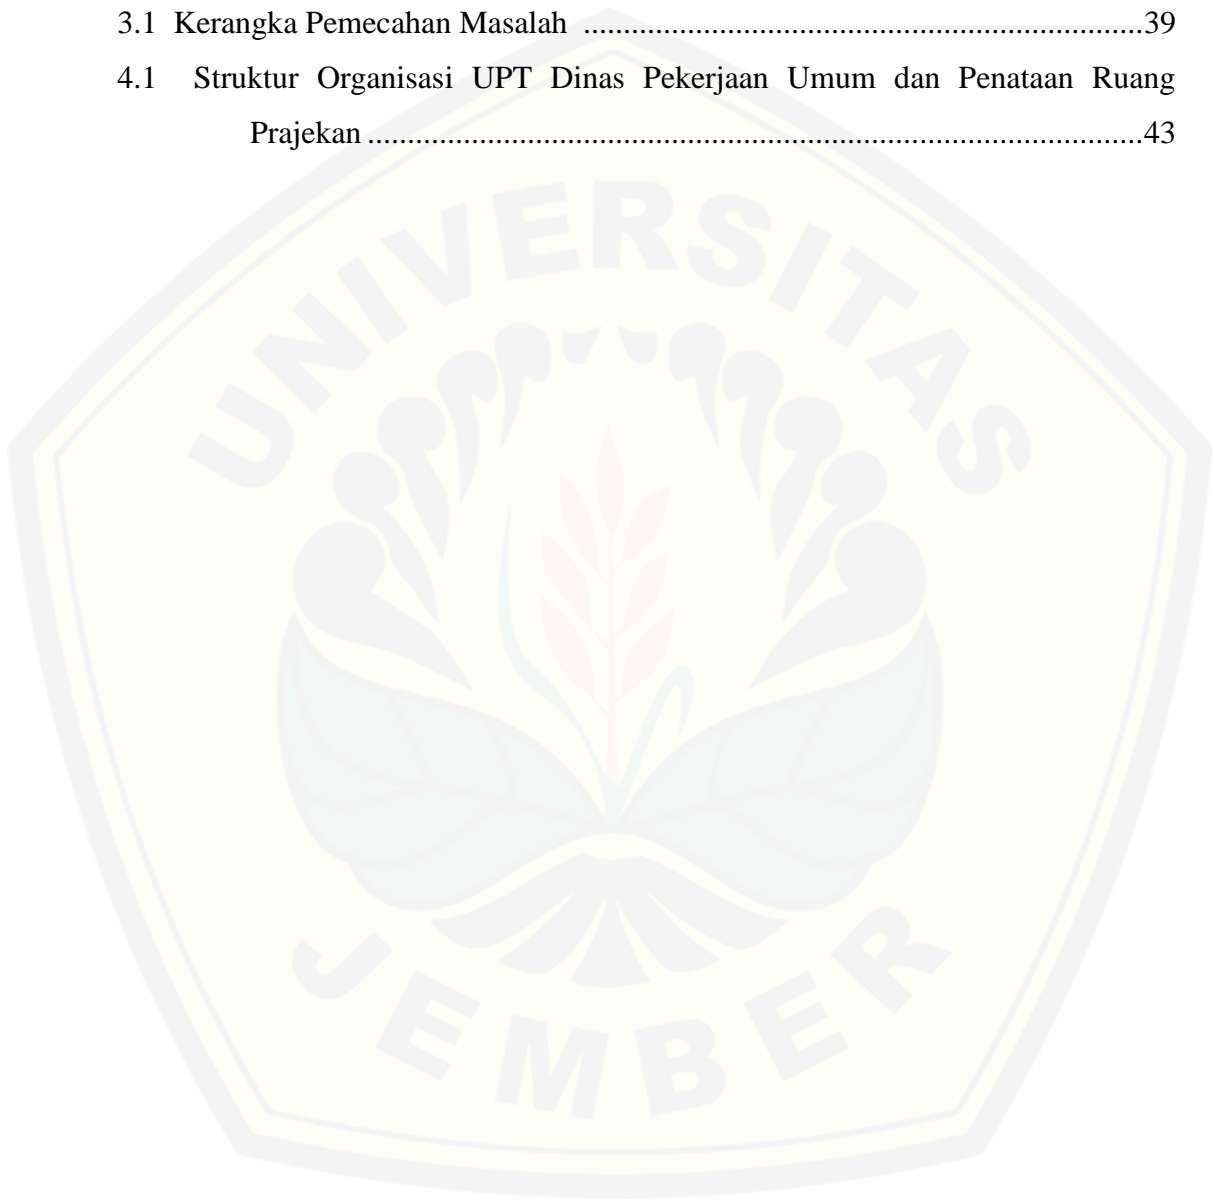 3.1 Kerangka Pemecahan Masalah ......................................................................39
4.1 Struktur Organisasi UPT Dinas Pekerjaan Umum dan Penataan Ruang
Prajekan .................................................................................................43
UNIVERSITAS
JEMBER